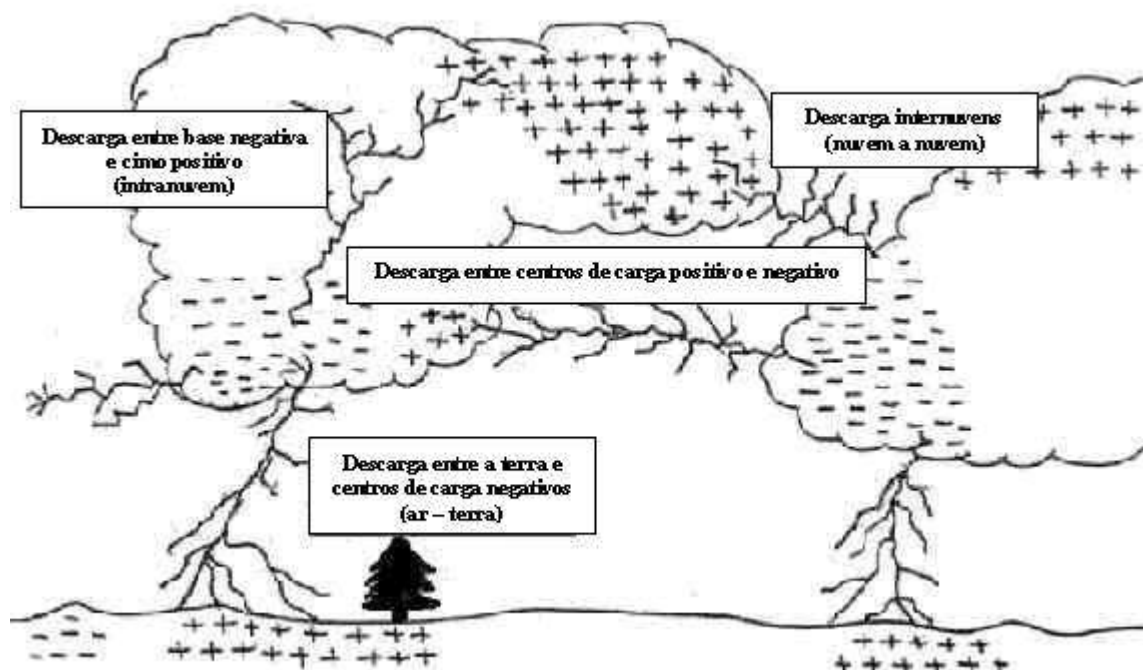 Descarga entre base negativa
e cimo positivo
(intranuvem)
Descarga internuvens
(nuvem a nuvem)
Descarga entre centros de carga positivo e negativo
Descarga entre a terra e
centros de carga negativos
(ar – terra)